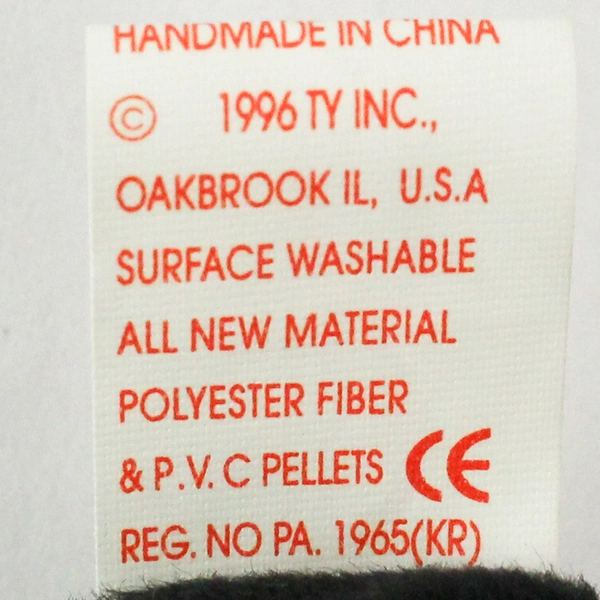 HANDMADE IN CHINA
© 1996 TY INC.,
OAKBROOK IL, U.S.A
SURFACE WASHABLE
ALL NEW MATERIAL
POLYESTER FIBER
& P.V.C PELLETS CE
REG. NO PA. 1965(KR)